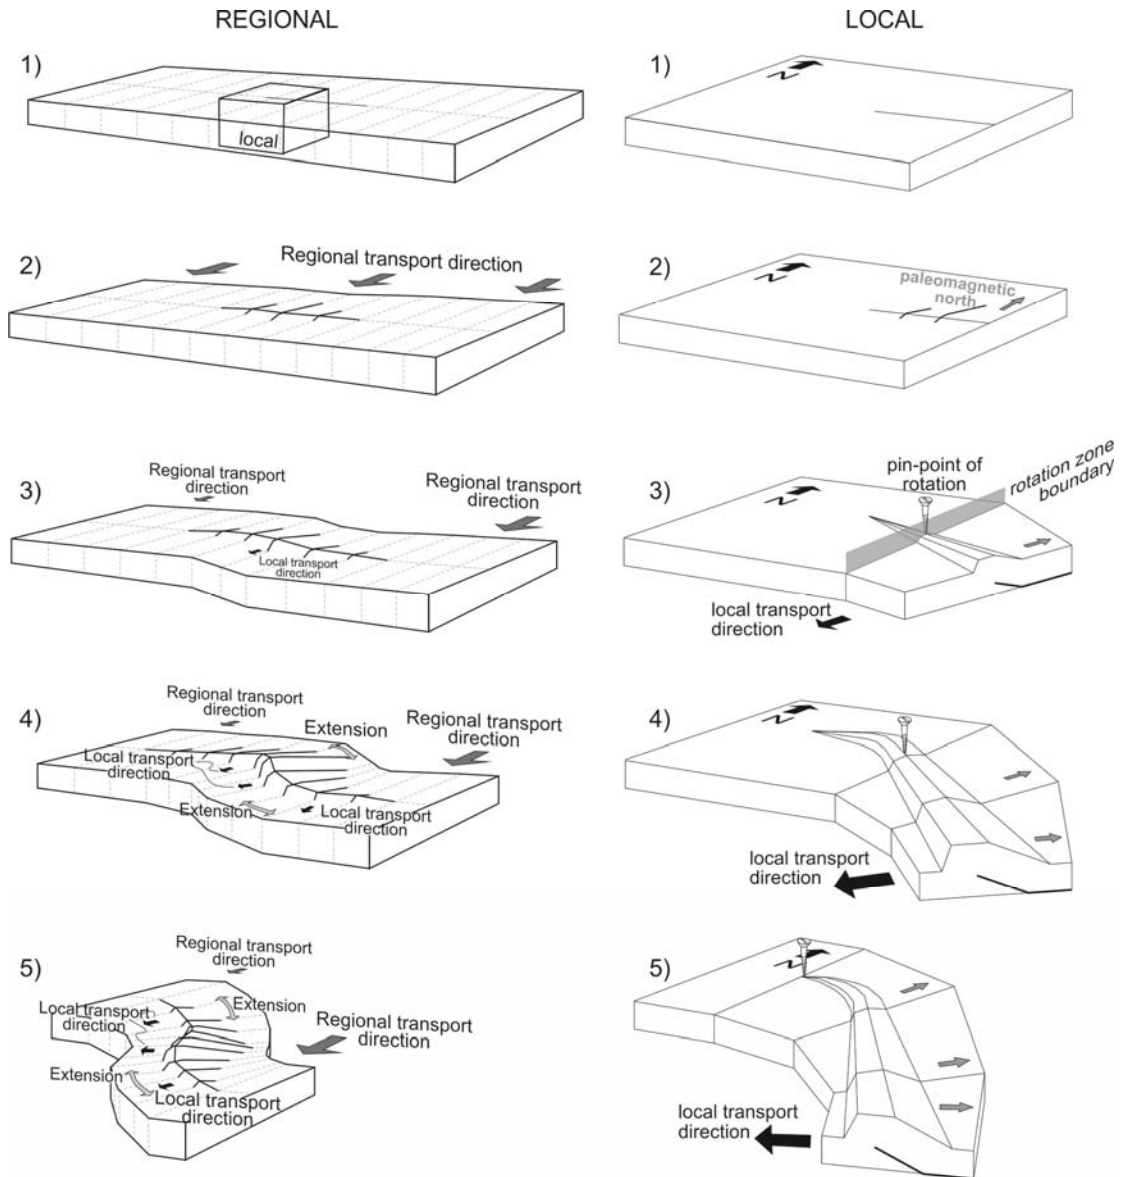 REGIONAL
LOCAL
1)
local
1)
N
2)
Regional transport direction
2)
N
paleomagnetic
north
3)
Regional transport
direction
Regional transport
direction
Local transport
direction
3)
N
pin-point of
rotation
rotation zone
boundary
local transport
direction
4)
Regional transport
direction
Extension
Regional transport
direction
Local transport
direction
Extension
Local transport
direction
4)
N
local transport
direction
5)
Regional transport
direction
Local transport
direction
Extension
Regional transport
direction
Extension
Local transport
direction
5)
N
local transport
direction